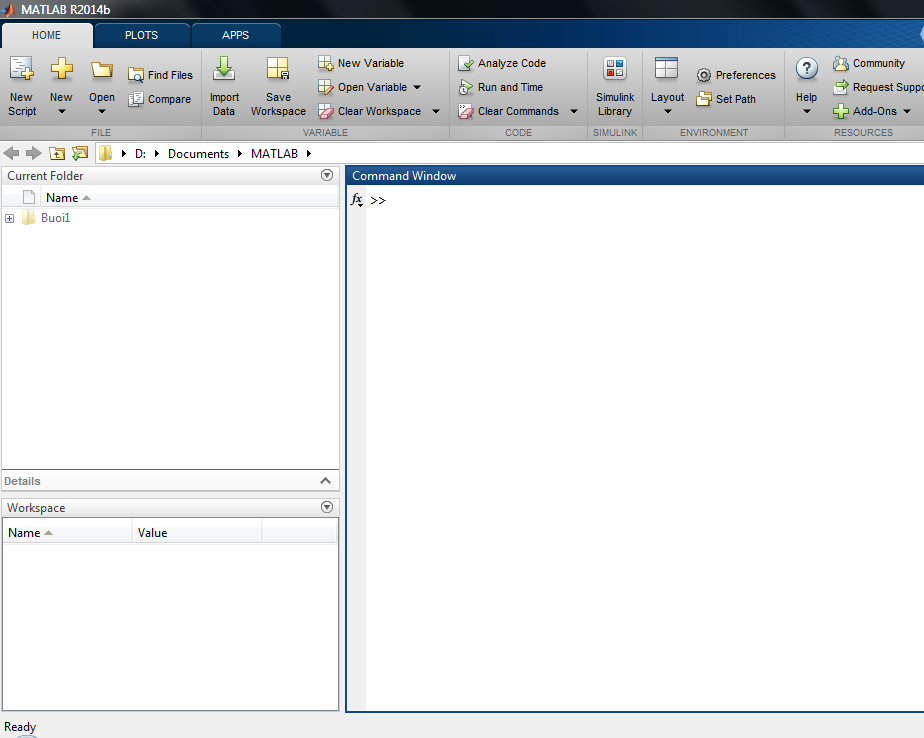 MATLAB R2014b
HOME PLOTS APPS
New Script
New
Open
Find Files
Compare
FILE
Import Data
Save Workspace
New Variable
Open Variable
Clear Workspace
VARIABLE
Analyze Code
Run and Time
Clear Commands
CODE
Simulink Library
SIMULINK
Layout
Preferences
Set Path
ENVIRONMENT
Help
Community
Request Suppo
Add-Ons
RESOURCES
D: Documents MATLAB
Current Folder
Name
Buoi1
Details
Workspace
Name Value
Command Window
fx >>
Ready